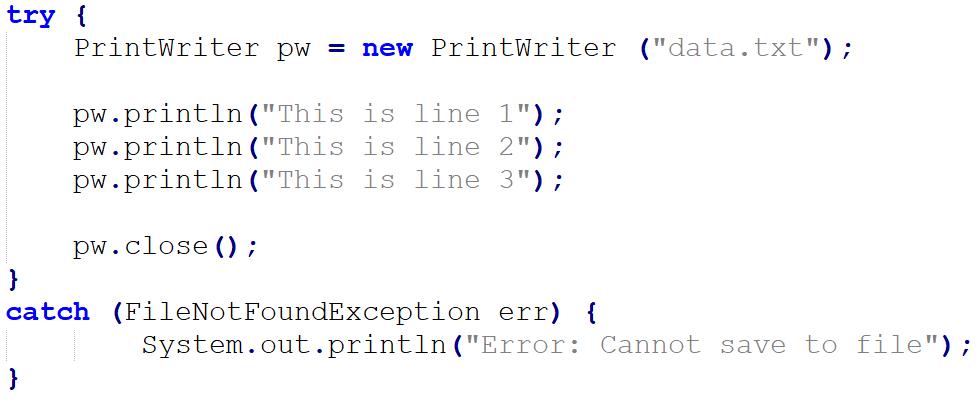 try {
PrintWriter pw = new PrintWriter ("data.txt");
pw.println("This is line 1");
pw.println("This is line 2");
pw.println("This is line 3");
pw.close();
}
catch (FileNotFoundException err) {
System.out.println("Error: Cannot save to file");
}